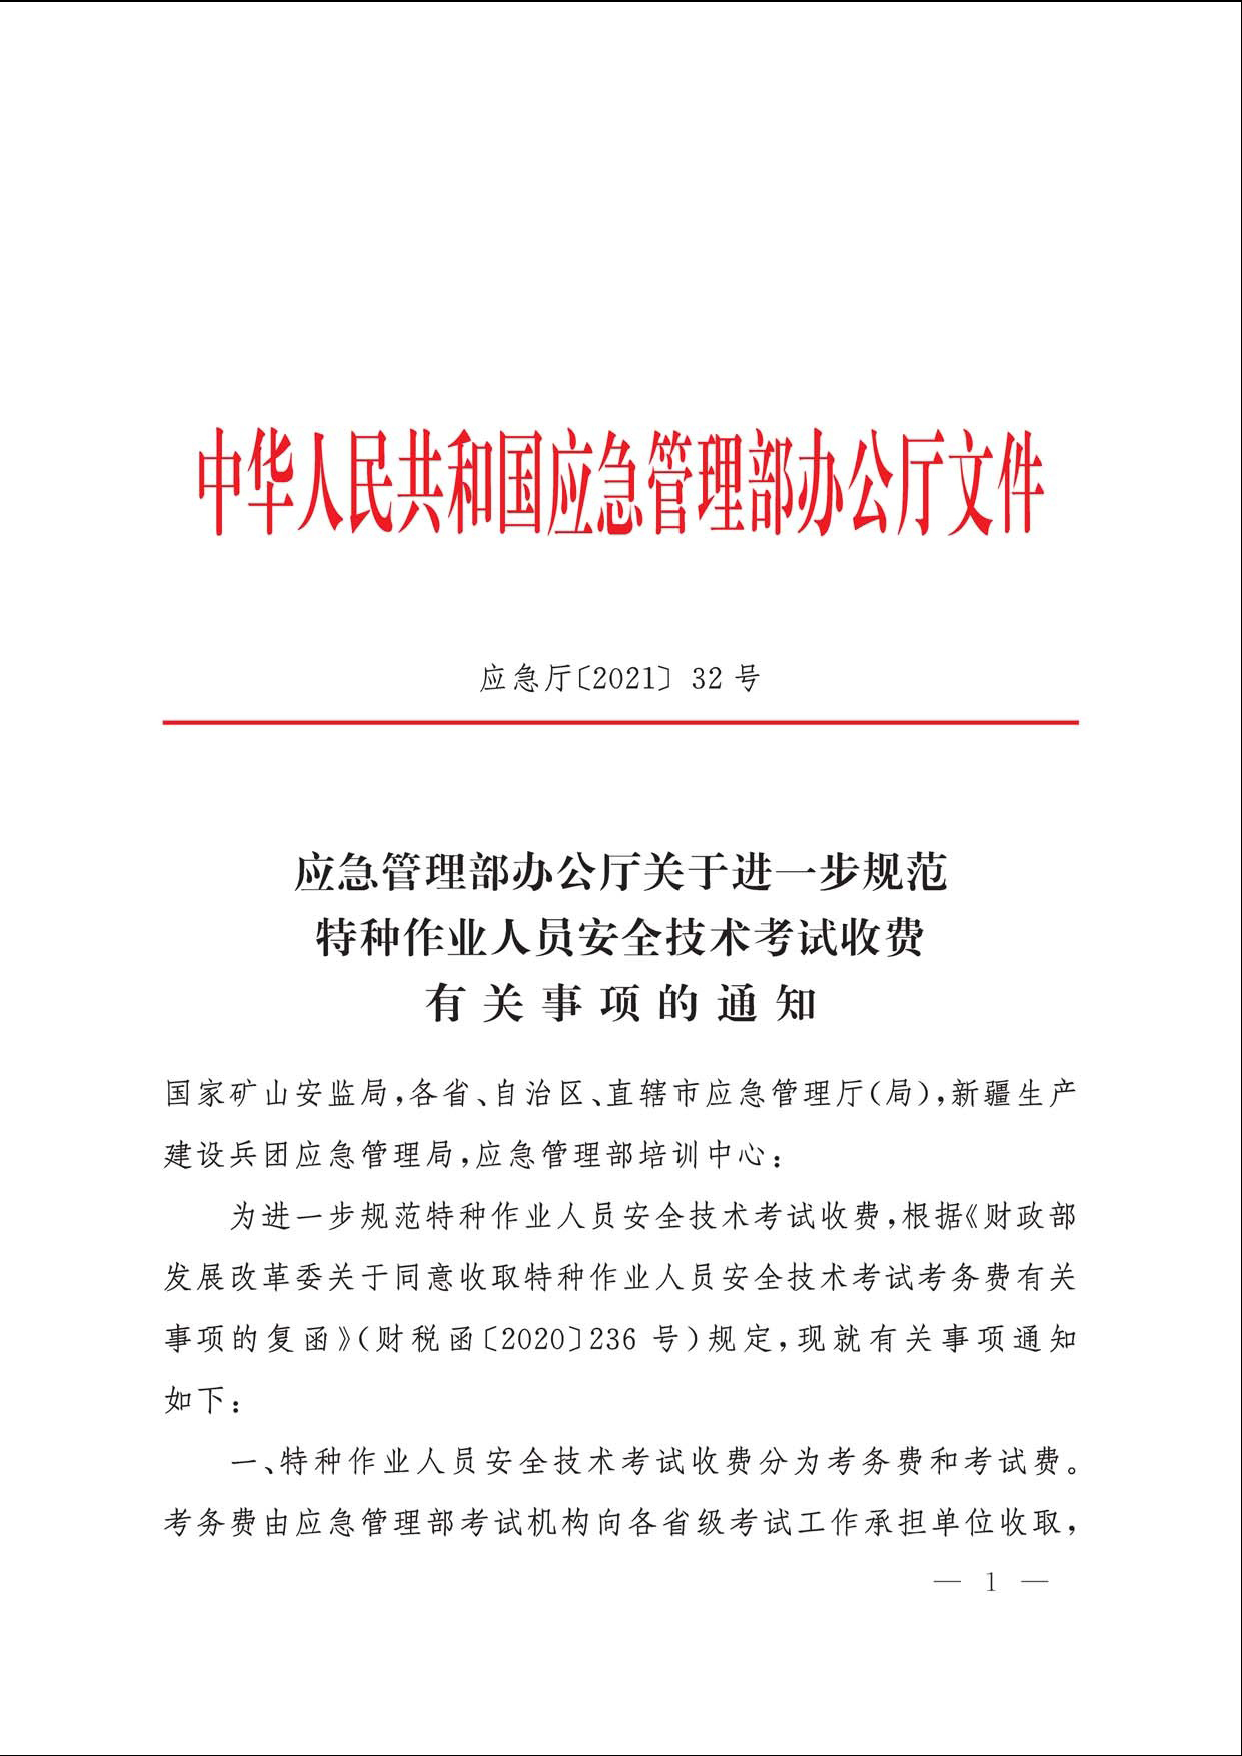 中华人民共和国应急管理部办公厅文件
应急厅〔2021〕32号
应急管理部办公厅关于进一步规范
特种作业人员安全技术考试收费
有关事项的通知
国家矿山安监局,各省、自治区、直辖市应急管理厅(局),新疆生产
建设兵团应急管理局,应急管理部培训中心:
为进一步规范特种作业人员安全技术考试收费,根据《财政部
发展改革委关于同意收取特种作业人员安全技术考试考务费有关
事项的复函》(财税函〔2020〕236 号)规定,现就有关事项通知
如下:
一、特种作业人员安全技术考试收费分为考务费和考试费。
考务费由应急管理部考试机构向各省级考试工作承担单位收取,
— 1 —